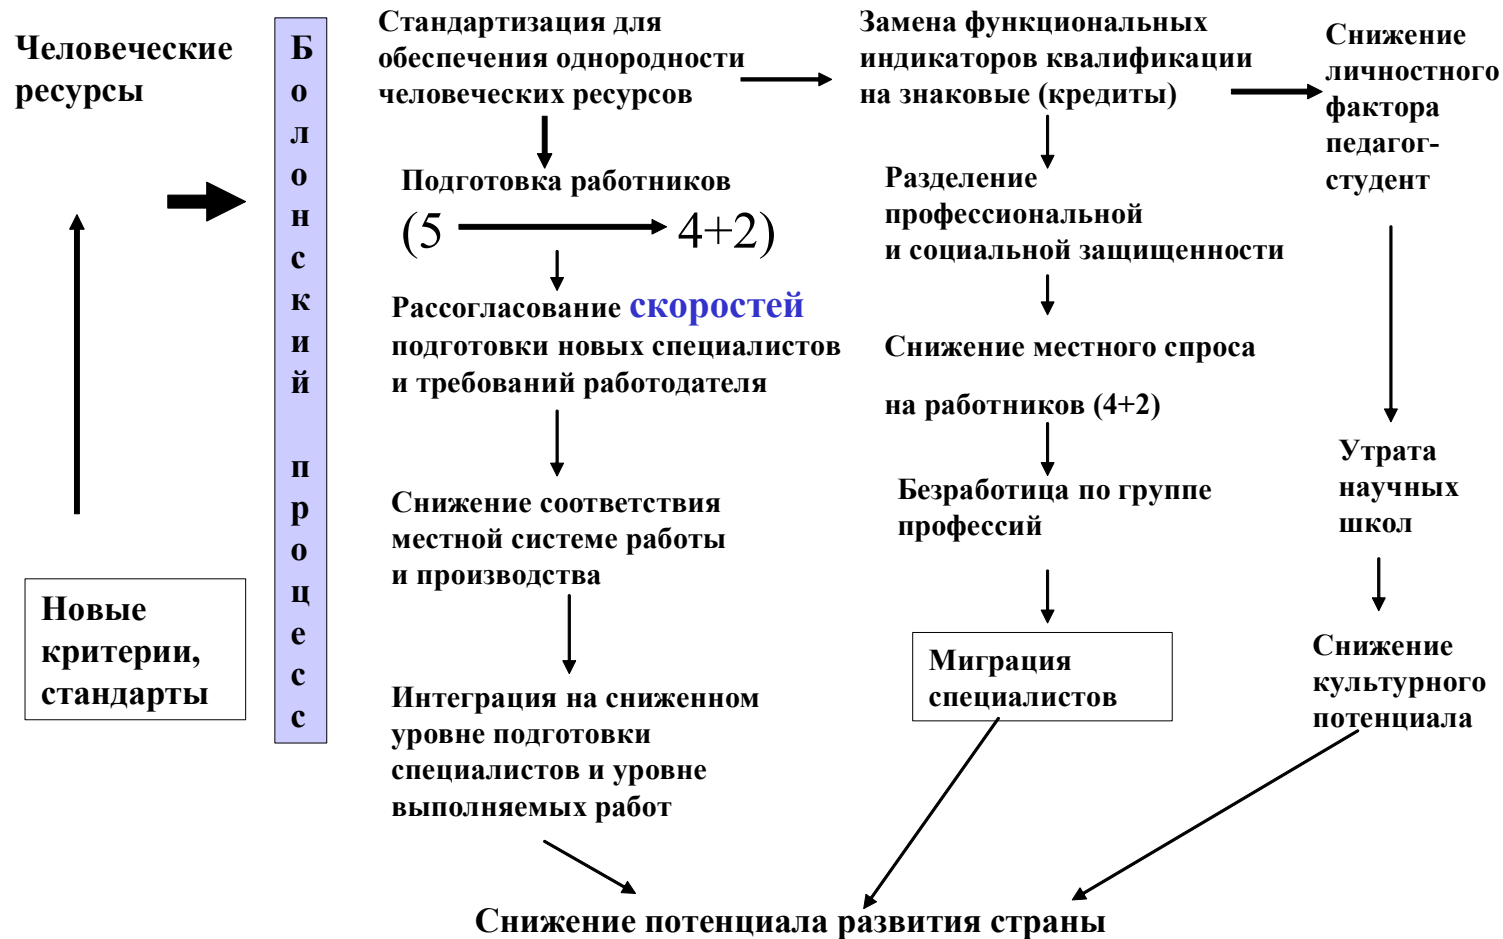 Человеческие
ресурсы
Новые
критерии,
стандарты
Болонский процесс
Стандартизация для
обеспечения однородности
человеческих ресурсов
Подготовка работников
(5 4+2)
Рассогласование скоростей
подготовки новых специалистов
и требований работодателя
Снижение соответствия
местной системе работы
и производства
Интеграция на сниженном
уровне подготовки
специалистов и уровне
выполняемых работ
Замена функциональных
индикаторов квалификации
на знаковые (кредиты)
Разделение
профессиональной
и социальной защищенности
Снижение местного спроса
на работников (4+2)
Безработица по группе
профессий
Миграция
специалистов
Снижение
личностного
фактора
педагог-
студент
Утрата
научных
школ
Снижение
культурного
потенциала
Снижение потенциала развития страны